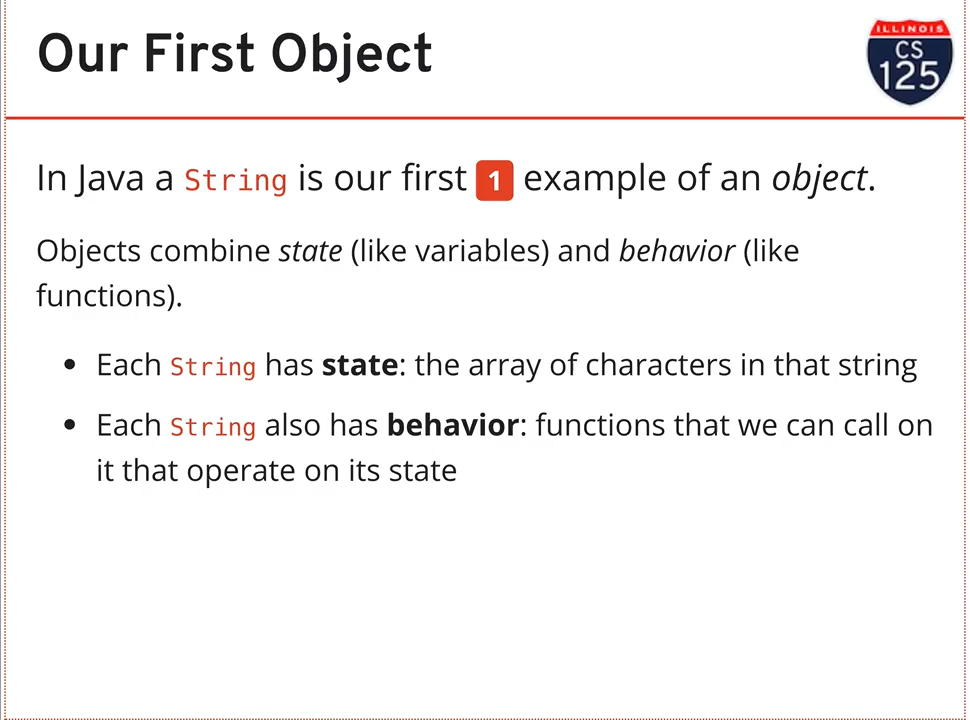 Our First Object
ILLINOIS
CS
125
In Java a String is our first 1 example of an object.
Objects combine state (like variables) and behavior (like
functions).
• Each String has state: the array of characters in that string
• Each String also has behavior: functions that we can call on
it that operate on its state